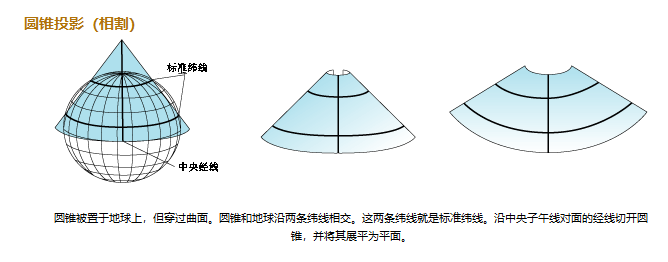 圆锥投影（相割）
标准纬线
中央经线
圆锥被置于地球上，但穿过曲面。圆锥和地球沿两条纬线相交。这两条纬线就是标准纬线。沿中央子午线对面的经线切开圆
锥，并将其展平为平面。